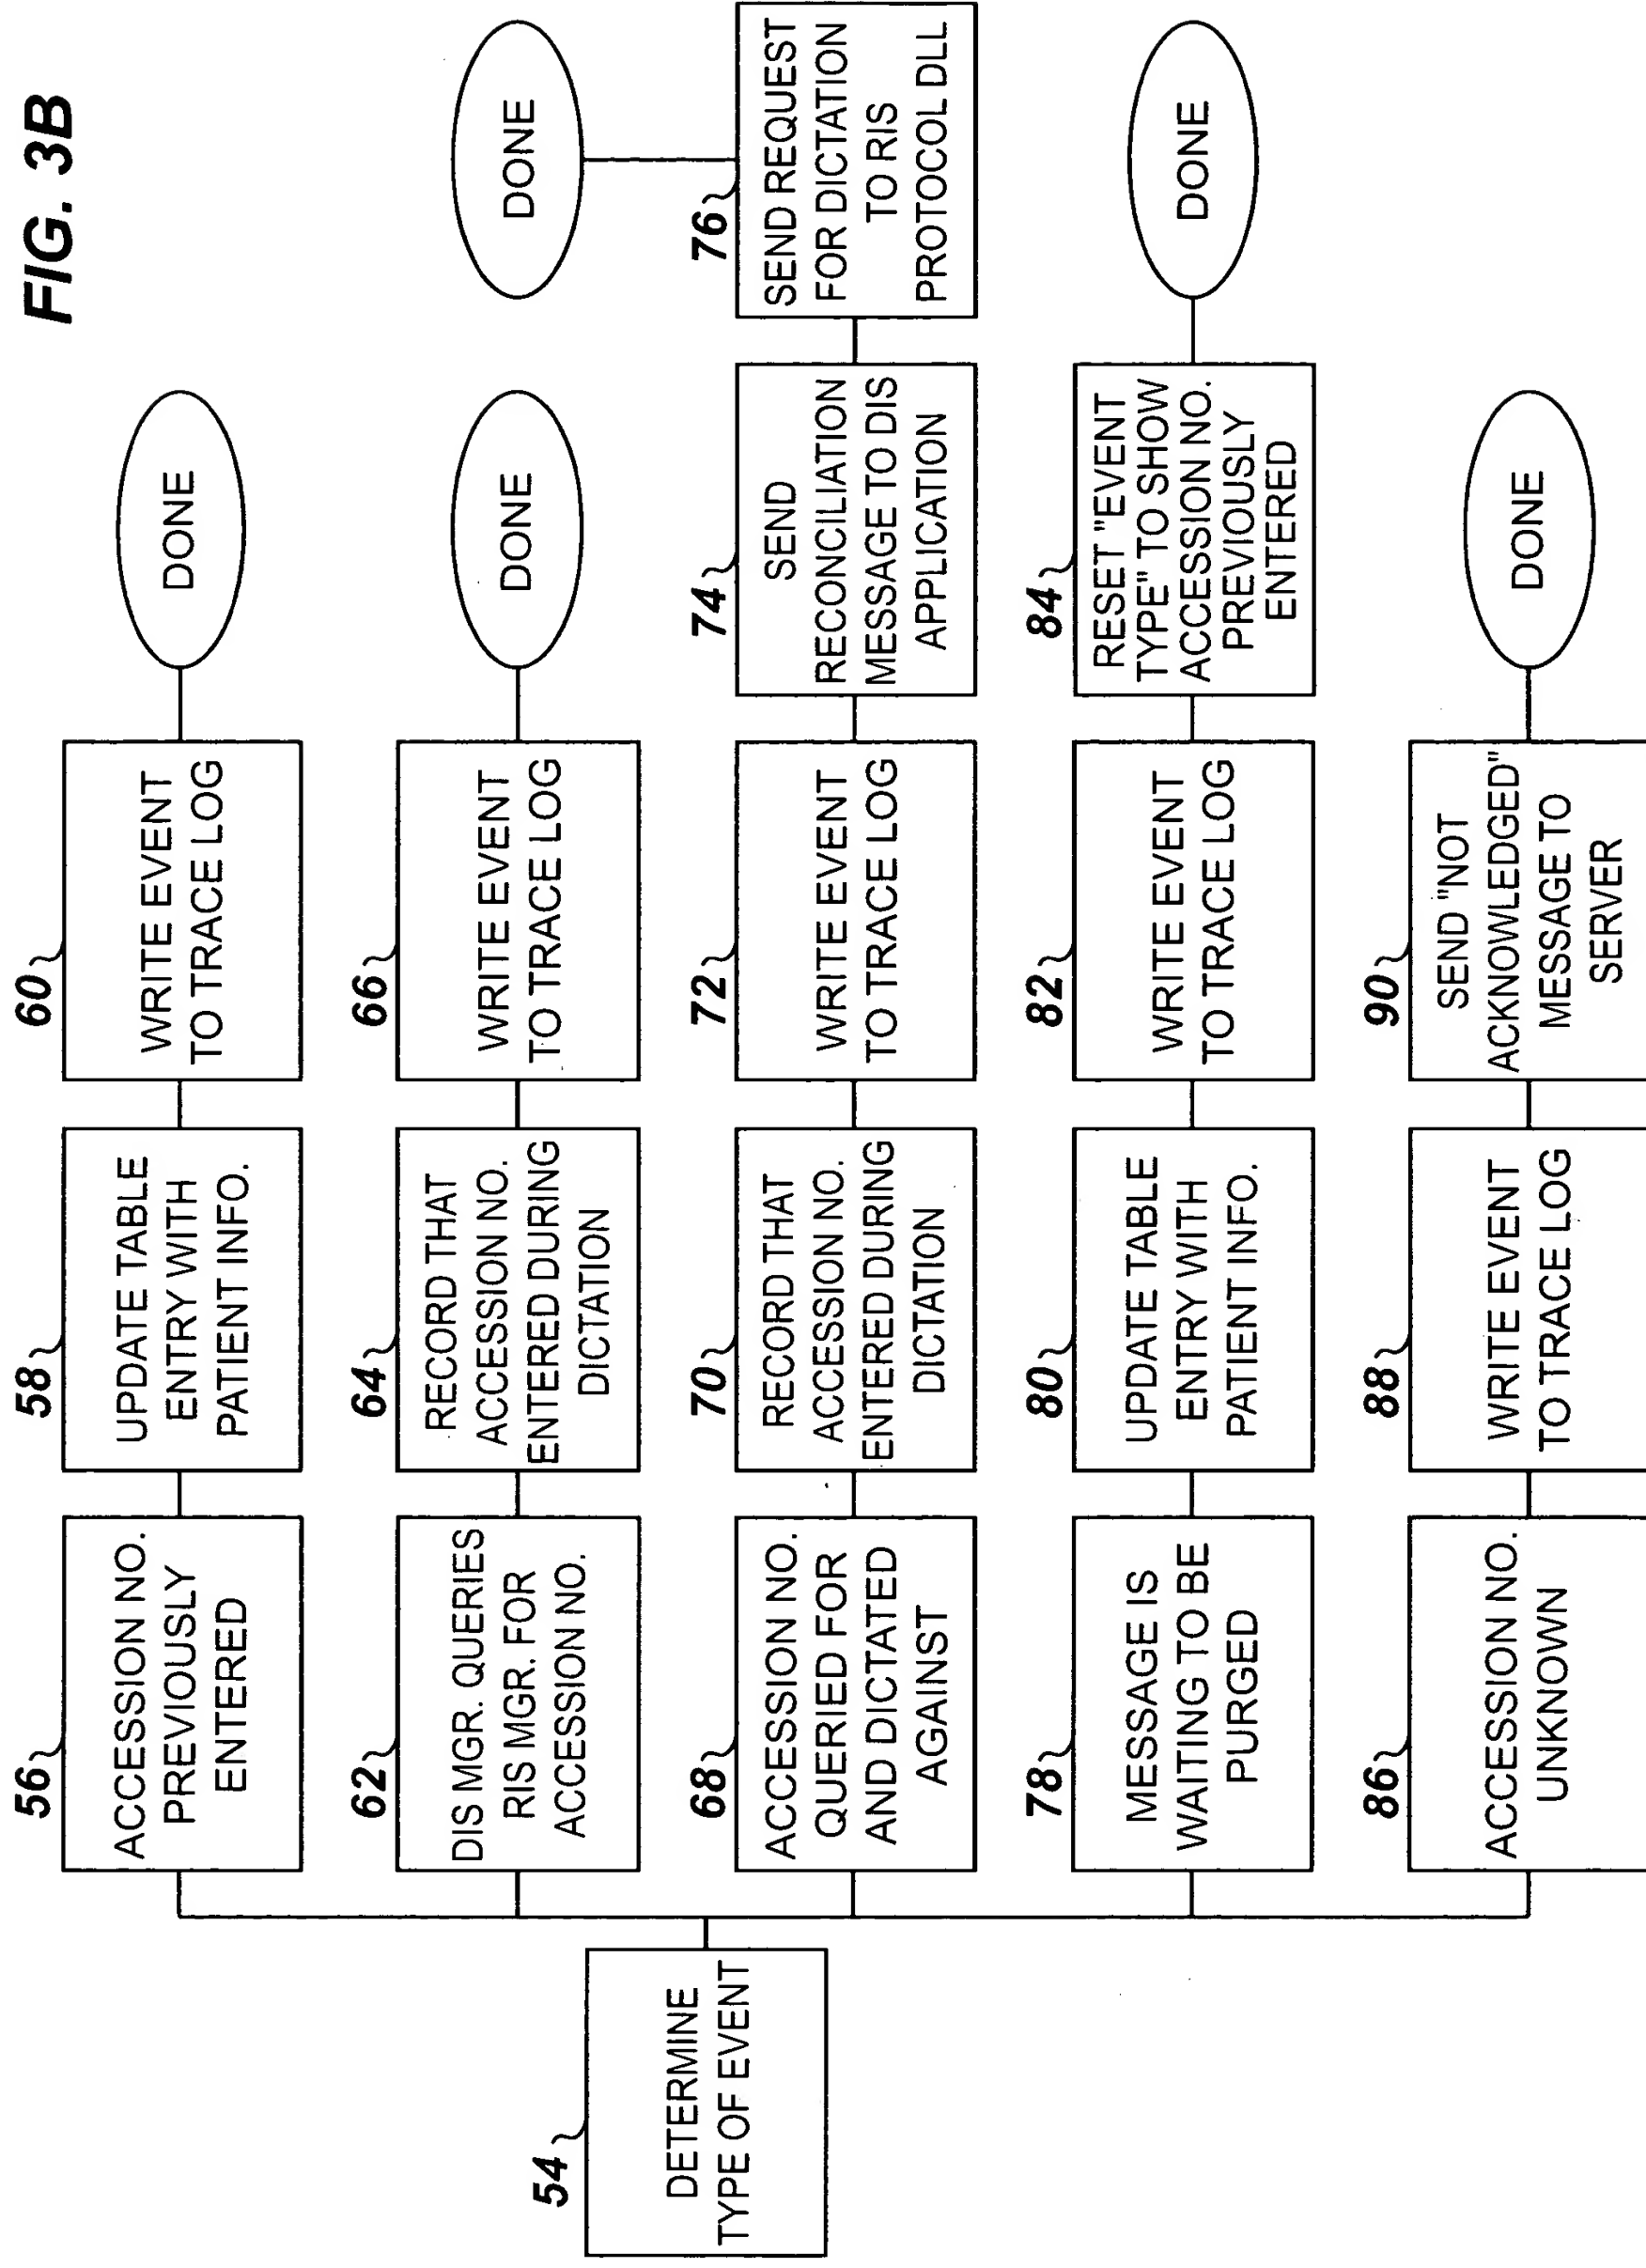 FIG. 3B
54
DETERMINE
TYPE OF EVENT
56
ACCESSION NO.
PREVIOUSLY
ENTERED
58
UPDATE TABLE
ENTRY WITH
PATIENT INFO.
60
WRITE EVENT
TO TRACE LOG
DONE
62
DIS MGR. QUERIES
RIS MGR. FOR
ACCESSION NO.
64
RECORD THAT
ACCESSION NO.
ENTERED DURING
DICTATION
66
WRITE EVENT
TO TRACE LOG
DONE
68
ACCESSION NO.
QUERIED FOR
AND DICTATED
AGAINST
70
RECORD THAT
ACCESSION NO.
ENTERED DURING
DICTATION
72
WRITE EVENT
TO TRACE LOG
74
SEND
RECONCILIATION
MESSAGE TO DIS
APPLICATION
76
SEND REQUEST
FOR DICTATION
TO RIS
PROTOCOL DLL
DONE
78
MESSAGE IS
WAITING TO BE
PURGED
80
UPDATE TABLE
ENTRY WITH
PATIENT INFO.
82
WRITE EVENT
TO TRACE LOG
84
RESET "EVENT
TYPE" TO SHOW
ACCESSION NO.
PREVIOUSLY
ENTERED
DONE
86
ACCESSION NO.
UNKNOWN
88
WRITE EVENT
TO TRACE LOG
90
SEND "NOT
ACKNOWLEDGED"
MESSAGE TO
SERVER
DONE